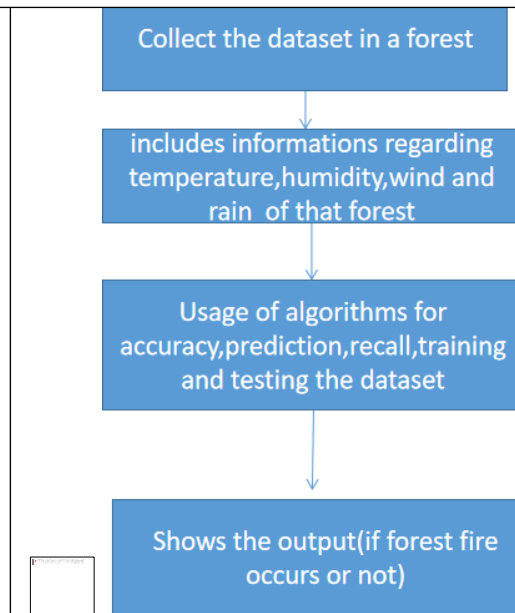 Collect the dataset in a forest
includes informations regarding
temperature,humidity,wind and
rain of that forest
Usage of algorithms for
accuracy,prediction,recall,training
and testing the dataset
Shows the output(if forest fire
occurs or not)